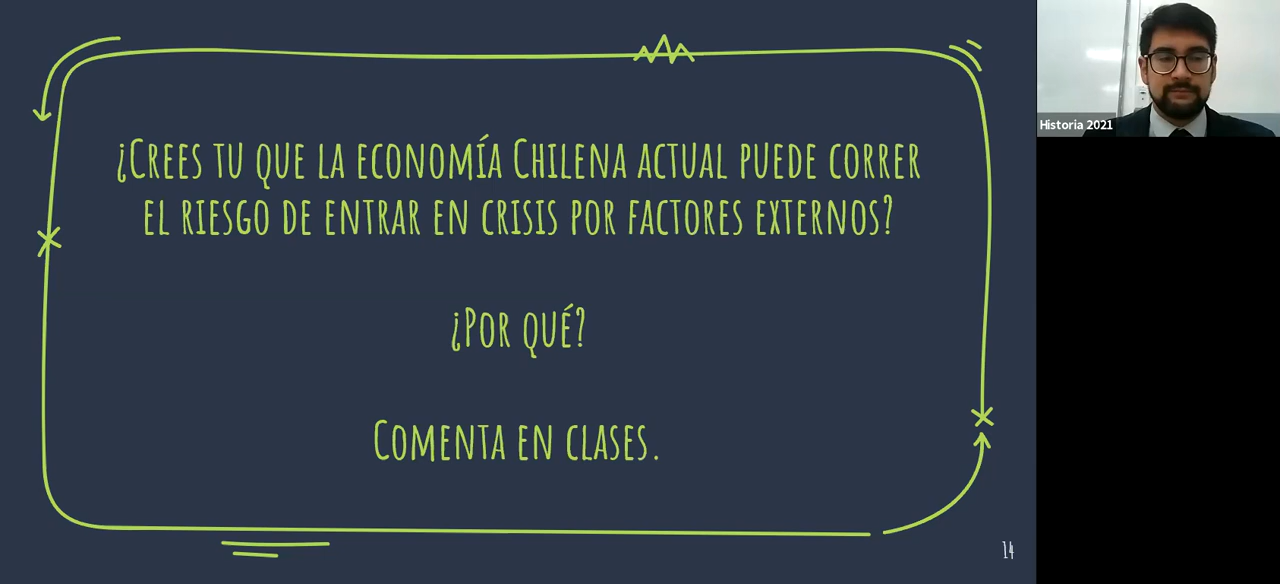 ¿Crees tu que la economía Chilena actual puede correr
el riesgo de entrar en crisis por factores externos?
¿Por qué?
Comenta en clases.
14
Historia 2021